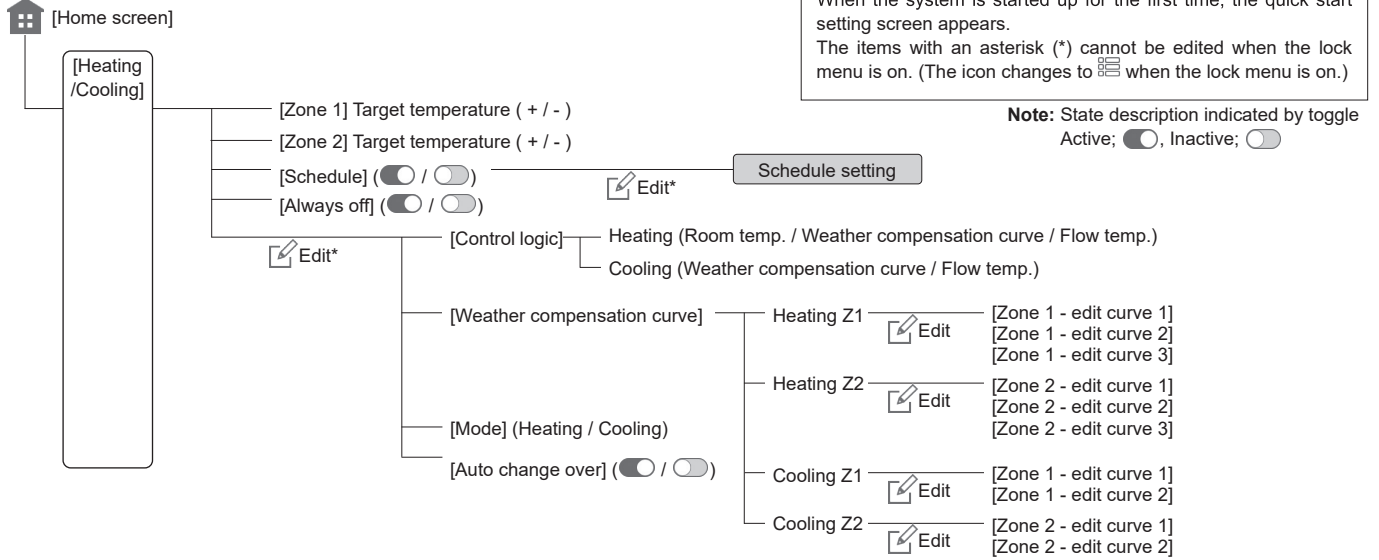 When the system is started up for the first time, the quick start
setting screen appears.
The items with an asterisk (*) cannot be edited when the lock
menu is on. (The icon changes to when the lock menu is on.)
Note: State description indicated by toggle
Active; , Inactive;
[Home screen]
[Heating
/Cooling]
[Zone 1] Target temperature ( + / - )
[Zone 2] Target temperature ( + / - )
[Schedule] ( / )
Edit*
Schedule setting
[Always off] ( / )
Edit*
[Control logic]
Heating (Room temp. / Weather compensation curve / Flow temp.)
Cooling (Weather compensation curve / Flow temp.)
[Weather compensation curve]
Heating Z1
Edit
[Zone 1 - edit curve 1]
[Zone 1 - edit curve 2]
[Zone 1 - edit curve 3]
Heating Z2
Edit
[Zone 2 - edit curve 1]
[Zone 2 - edit curve 2]
[Zone 2 - edit curve 3]
[Mode] (Heating / Cooling)
[Auto change over] ( / )
Cooling Z1
Edit
[Zone 1 - edit curve 1]
[Zone 1 - edit curve 2]
Cooling Z2
Edit
[Zone 2 - edit curve 1]
[Zone 2 - edit curve 2]